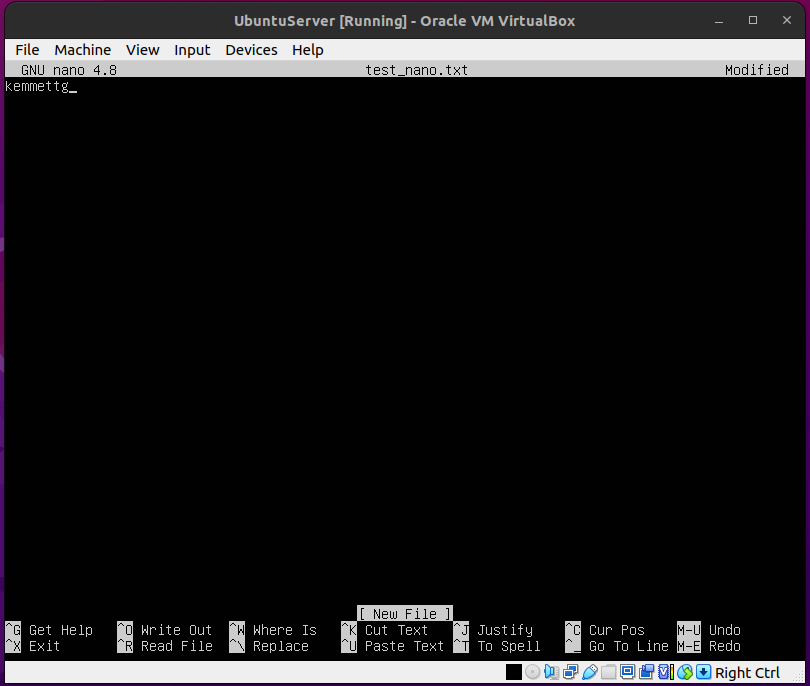 UbuntuServer [Running] - Oracle VM VirtualBox
File Machine View Input Devices Help
GNU nano 4.8 test_nano.txt Modified
kemmettg_
[ New File ]
^G Get Help ^O Write Out ^W Where Is ^K Cut Text ^J Justify ^C Cur Pos M-U Undo
^X Exit ^R Read File ^\ Replace ^U Paste Text ^T To Spell ^_ Go To Line M-E Redo
Right Ctrl